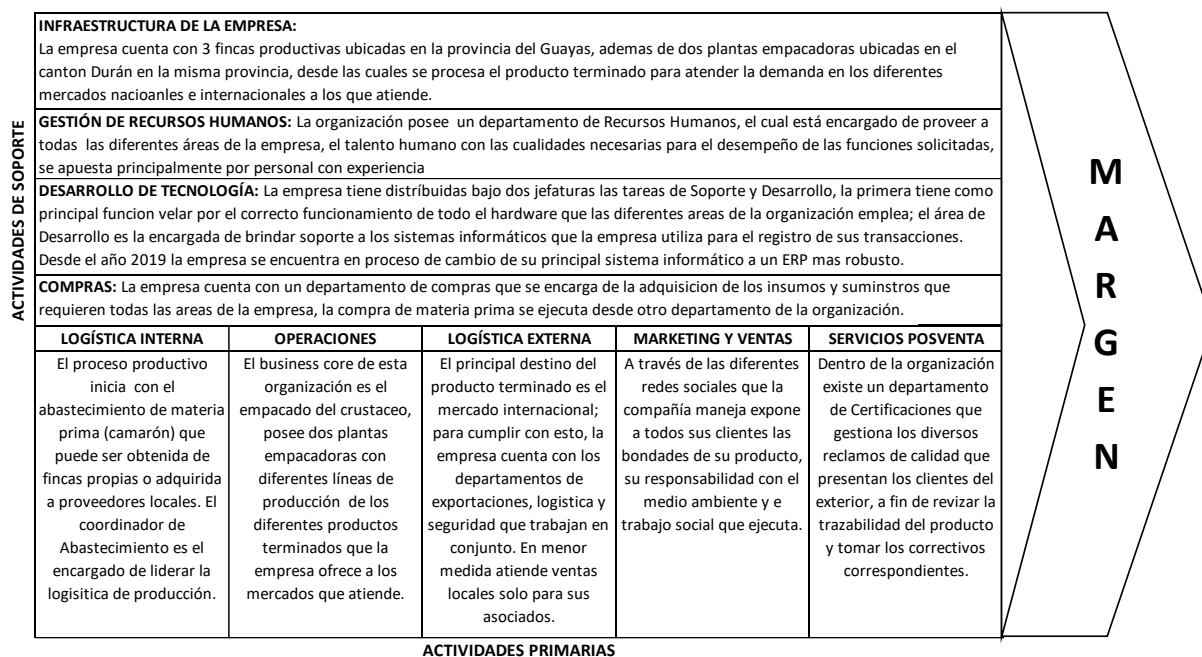 INFRAESTRUCTURA DE LA EMPRESA:
La empresa cuenta con 3 fincas productivas ubicadas en la provincia del Guayas, ademas de dos plantas empacadoras ubicadas en el
canton Durán en la misma provincia, desde las cuales se procesa el producto terminado para atender la demanda en los diferentes
mercados nacioanles e internacionales a los que atiende.
GESTIÓN DE RECURSOS HUMANOS: La organización posee un departamento de Recursos Humanos, el cual está encargado de proveer a
todas las diferentes áreas de la empresa, el talento humano con las cualidades necesarias para el desempeño de las funciones solicitadas,
se apuesta principalmente por personal con experiencia
DESARROLLO DE TECNOLOGÍA: La empresa tiene distríbuidas bajo dos jefaturas las tareas de Soporte y Desarrollo, la primera tiene como
principal funcion velar por el correcto funcionamiento de todo el hardware que las diferentes areas de la organización emplea; el área de
Desarrollo es la encargada de brindar soporte a los sistemas informáticos que la empresa utiliza para el registro de sus transacciones.
Desde el año 2019 la empresa se encuentra en proceso de cambio de su principal sistema informático a un ERP mas robusto.
COMPRAS: La empresa cuenta con un departamento de compras que se encarga de la adquisicion de los insumos y suminstros que
requieren todas las areas de la empresa, la compra de materia prima se ejecuta desde otro departamento de la organización.
ACTIVIDADES DE SOPORTE
LOGÍSTICA INTERNA
El proceso productivo
inicia con el
abastecimiento de materia
prima (camarón) que
puede ser obtenida de
fincas propias o adquirida
a proveedores locales. El
coordinador de
Abastecimiento es el
encargado de liderar la
logisitica de producción.
OPERACIONES
El business core de esta
organización es el
empacado del crustaceo,
posee dos plantas
empacadoras con
diferentes líneas de
producción de los
diferentes productos
terminados que la
empresa ofrece a los
mercados que atiende.
LOGÍSTICA EXTERNA
El principal destino del
producto terminado es el
mercado internacional;
para cumplir con esto, la
empresa cuenta con los
departamentos de
exportaciones, logistica y
seguridad que trabajan en
conjunto. En menor
medida atiende ventas
locales solo para sus
asociados.
MARKETING Y VENTAS
A través de las diferentes
redes sociales que la
compañía maneja expone
a todos sus clientes las
bondades de su producto,
su responsabilidad con el
medio ambiente y e
trabajo social que ejecuta.
SERVICIOS POSVENTA
Dentro de la organización
existe un departamento
de Certificaciones que
gestiona los diversos
reclamos de calidad que
presentan los clientes del
exterior, a fin de revizar la
trazabilidad del producto
y tomar los correctivos
correspondientes.
ACTIVIDADES PRIMARIAS
M
A
R
G
E
N